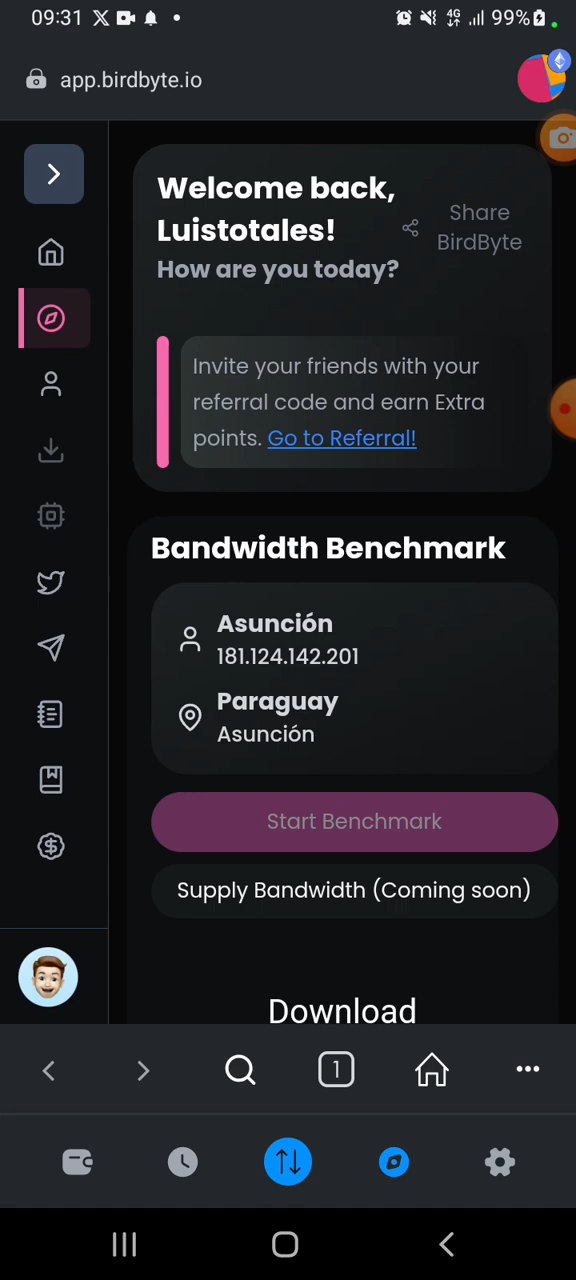 09:31
4G
99%
app.birdbyte.io
Welcome back,
Luistotales!
How are you today?
Share
BirdByte
Invite your friends with your
referral code and earn Extra
points. Go to Referral!
Bandwidth Benchmark
Asunción
181.124.142.201
Paraguay
Asunción
Start Benchmark
Supply Bandwidth (Coming soon)
Download
1